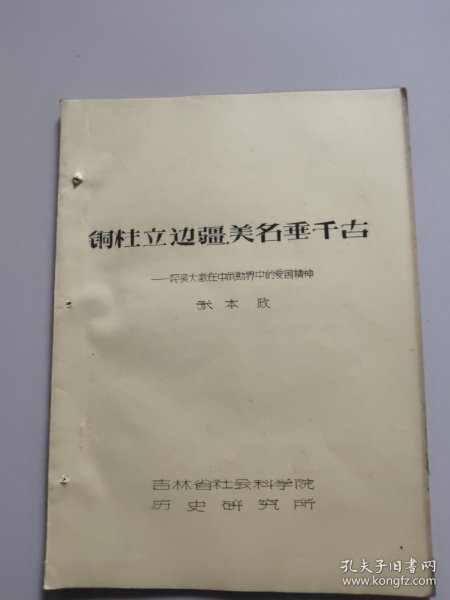 铜柱立边疆,美名垂千古
——评吴大澂在中俄勘界中的爱国精神
张本政
吉林省社会科学院
历史研究所
孔夫子旧书网
www.kongfz.com